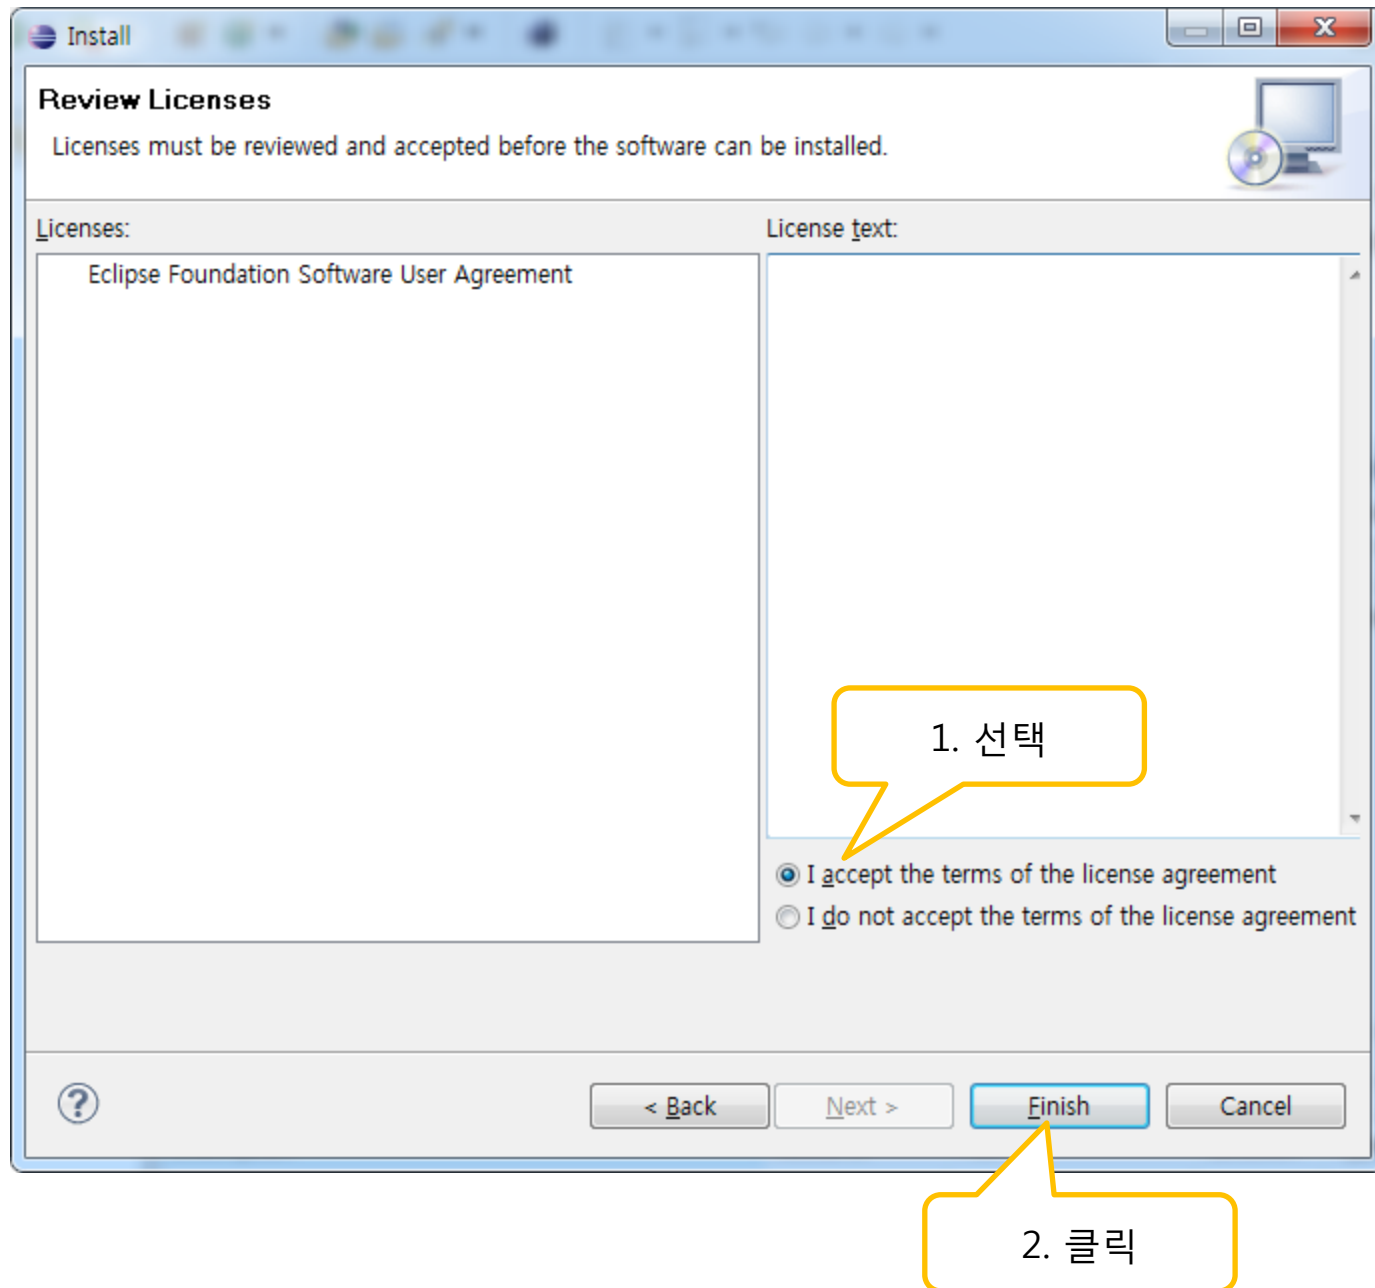 Install
Review Licenses
Licenses must be reviewed and accepted before the software can be installed.
Licenses:
License text:
Eclipse Foundation Software User Agreement
1. 선택
I accept the terms of the license agreement
I do not accept the terms of the license agreement
< Back
Next >
Finish
Cancel
2. 클릭